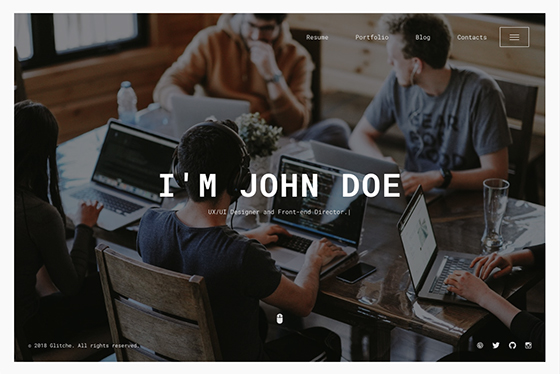 Resume
Portfolio
Blog
Contacts
I'M JOHN DOE
UX/UI Designer and Front-end Director.|
© 2018 Glitche. All rights reserved.